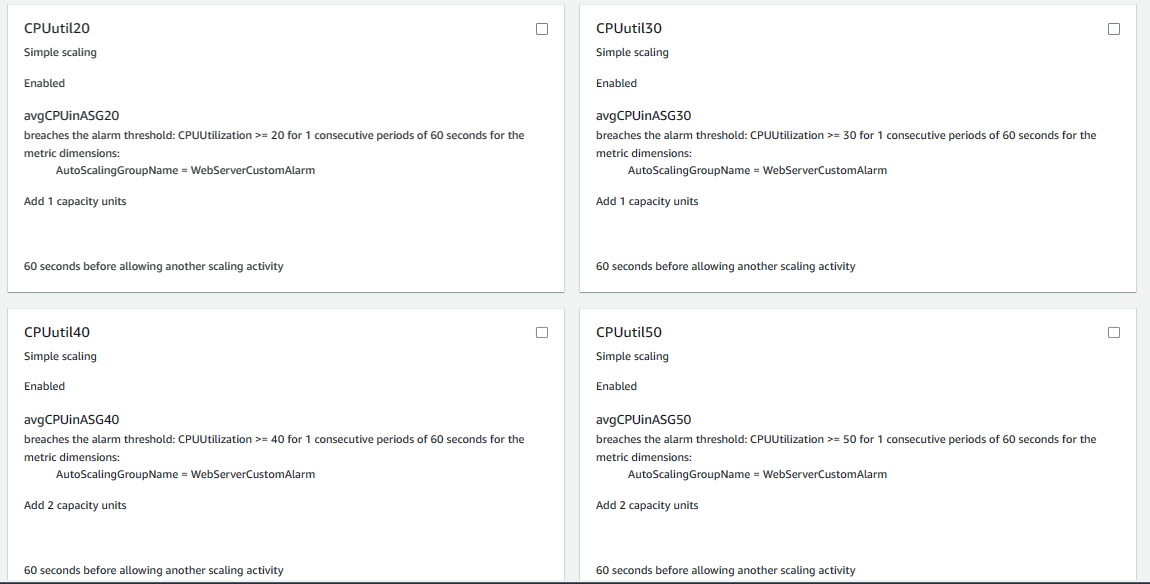 CPUutil20
Simple scaling
Enabled
avgCPUinASG20
breaches the alarm threshold: CPUUtilization >= 20 for 1 consecutive periods of 60 seconds for the
metric dimensions:
AutoScalingGroupName = WebServerCustomAlarm
Add 1 capacity units
60 seconds before allowing another scaling activity
CPUutil30
Simple scaling
Enabled
avgCPUinASG30
breaches the alarm threshold: CPUUtilization >= 30 for 1 consecutive periods of 60 seconds for the
metric dimensions:
AutoScalingGroupName = WebServerCustomAlarm
Add 1 capacity units
60 seconds before allowing another scaling activity
CPUutil40
Simple scaling
Enabled
avgCPUinASG40
breaches the alarm threshold: CPUUtilization >= 40 for 1 consecutive periods of 60 seconds for the
metric dimensions:
AutoScalingGroupName = WebServerCustomAlarm
Add 2 capacity units
60 seconds before allowing another scaling activity
CPUutil50
Simple scaling
Enabled
avgCPUinASG50
breaches the alarm threshold: CPUUtilization >= 50 for 1 consecutive periods of 60 seconds for the
metric dimensions:
AutoScalingGroupName = WebServerCustomAlarm
Add 2 capacity units
60 seconds before allowing another scaling activity